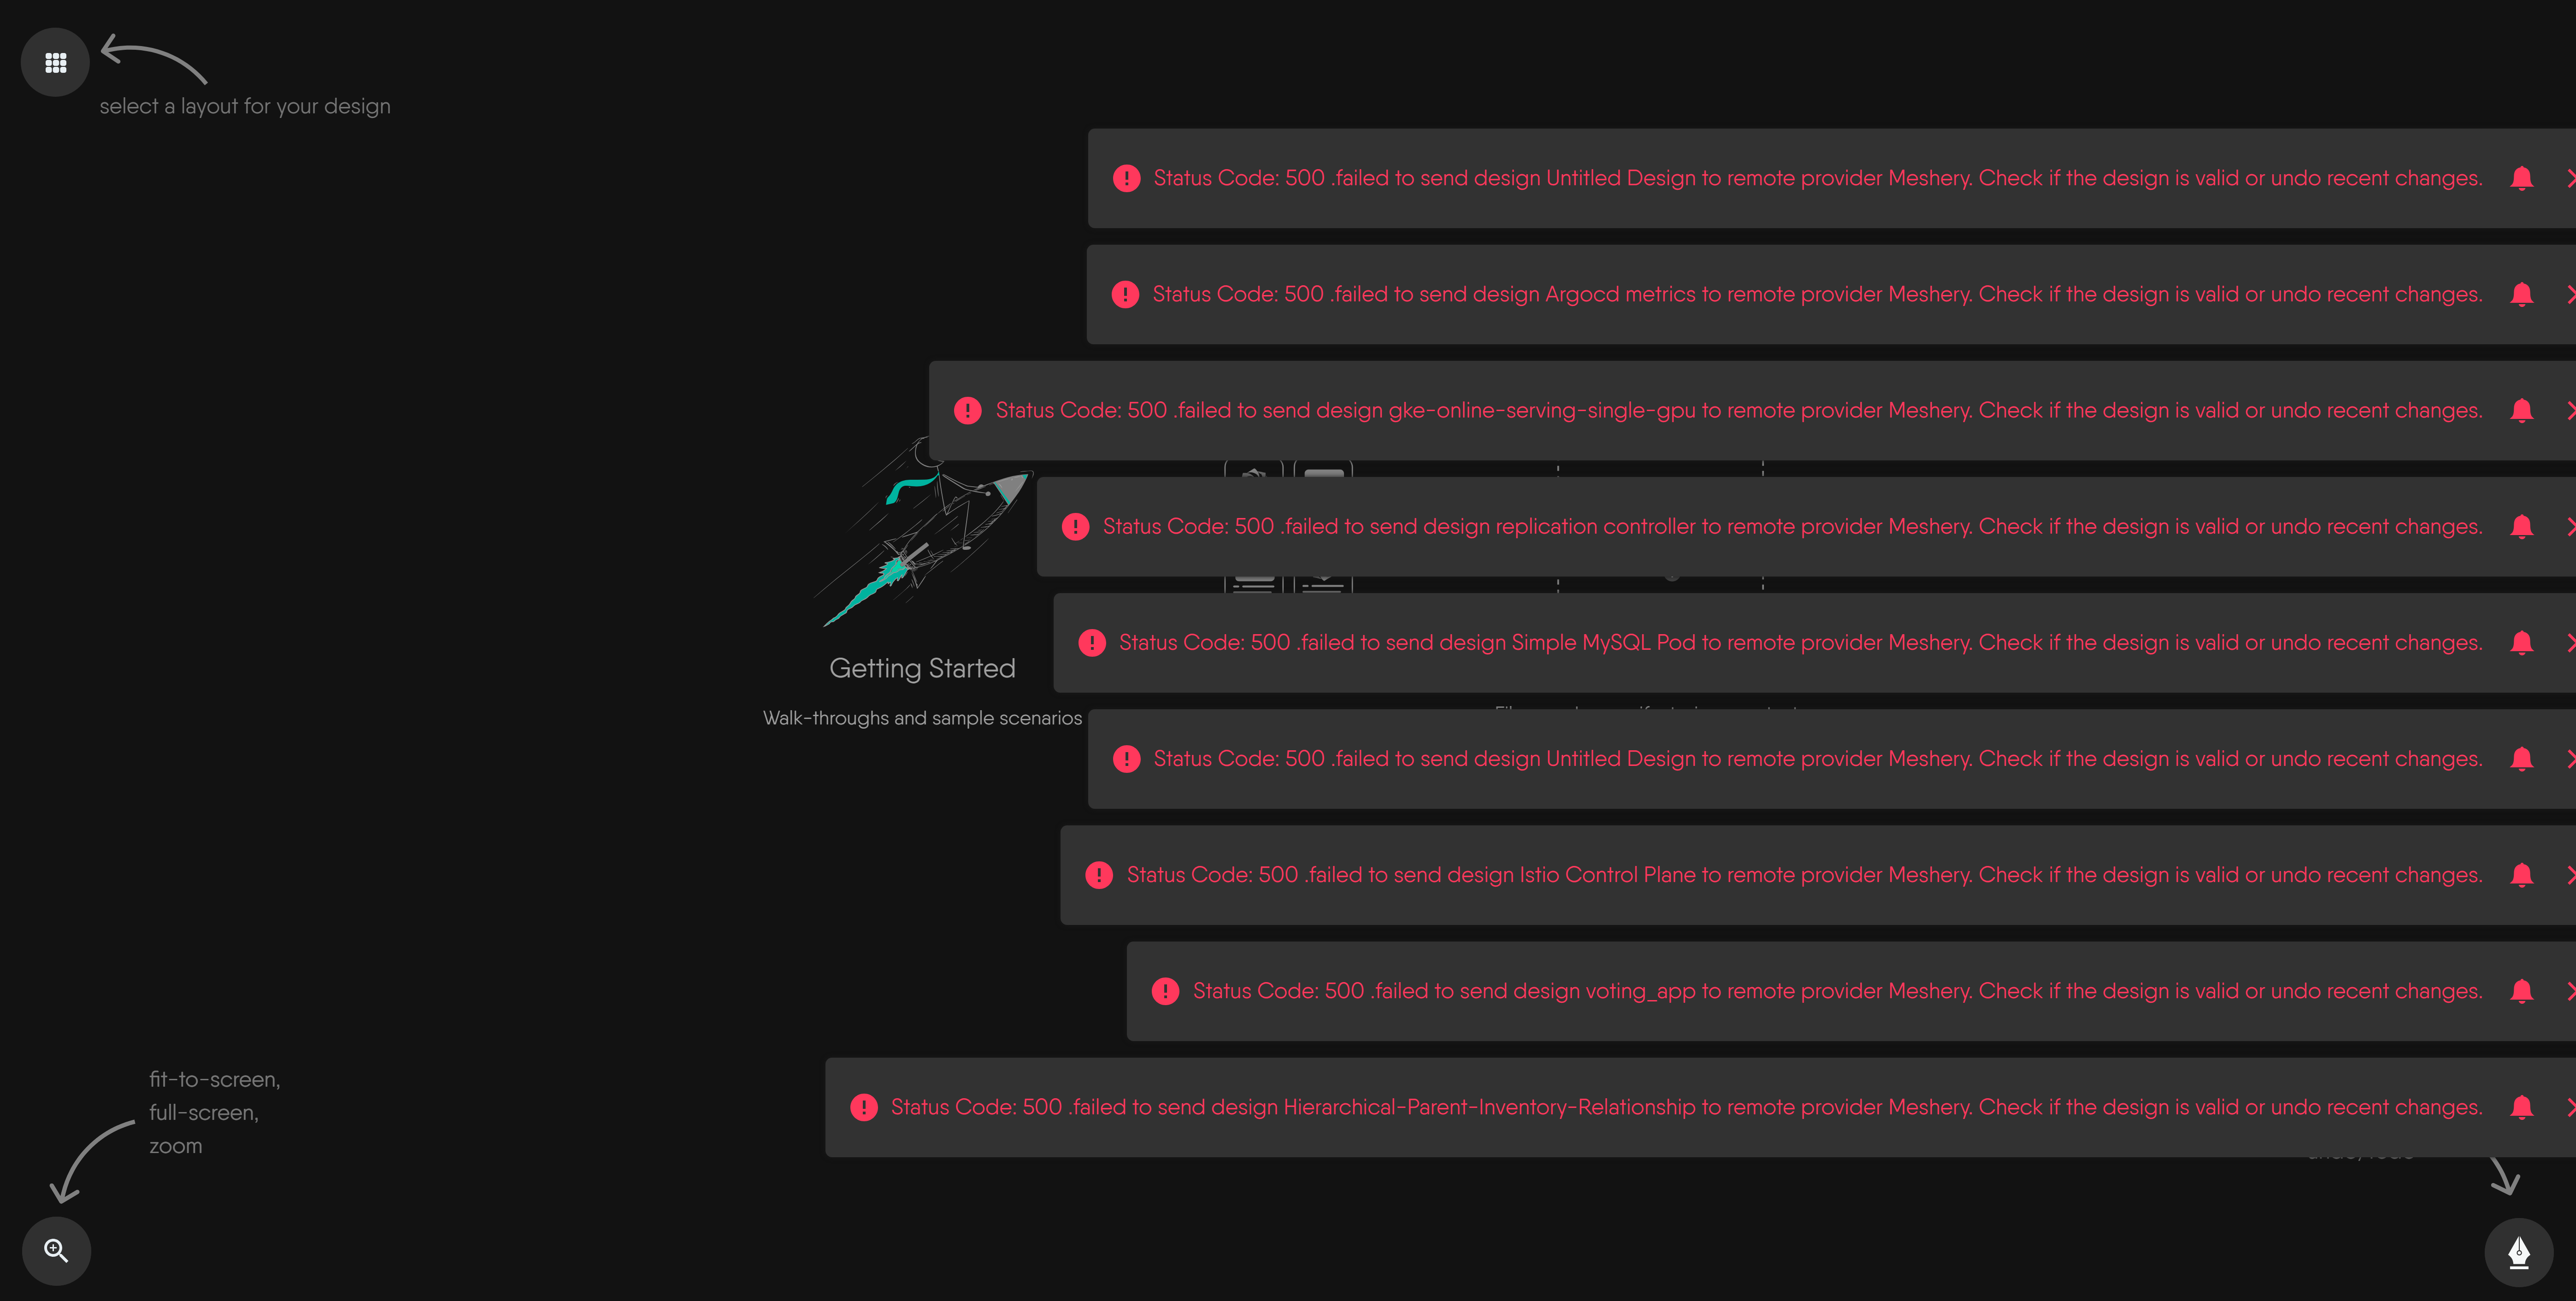 select a layout for your design
Status Code: 500 .failed to send design Untitled Design to remote provider Meshery. Check if the design is valid or undo recent changes.
Status Code: 500 .failed to send design Argocd metrics to remote provider Meshery. Check if the design is valid or undo recent changes.
Status Code: 500 .failed to send design gke-online-serving-single-gpu to remote provider Meshery. Check if the design is valid or undo recent changes.
Status Code: 500 .failed to send design replication controller to remote provider Meshery. Check if the design is valid or undo recent changes.
Status Code: 500 .failed to send design Simple MySQL Pod to remote provider Meshery. Check if the design is valid or undo recent changes.
Getting Started
Walk-throughs and sample scenarios
Status Code: 500 .failed to send design Untitled Design to remote provider Meshery. Check if the design is valid or undo recent changes.
Status Code: 500 .failed to send design Istio Control Plane to remote provider Meshery. Check if the design is valid or undo recent changes.
Status Code: 500 .failed to send design voting_app to remote provider Meshery. Check if the design is valid or undo recent changes.
Status Code: 500 .failed to send design Hierarchical-Parent-Inventory-Relationship to remote provider Meshery. Check if the design is valid or undo recent changes.
fit-to-screen,
full-screen,
zoom